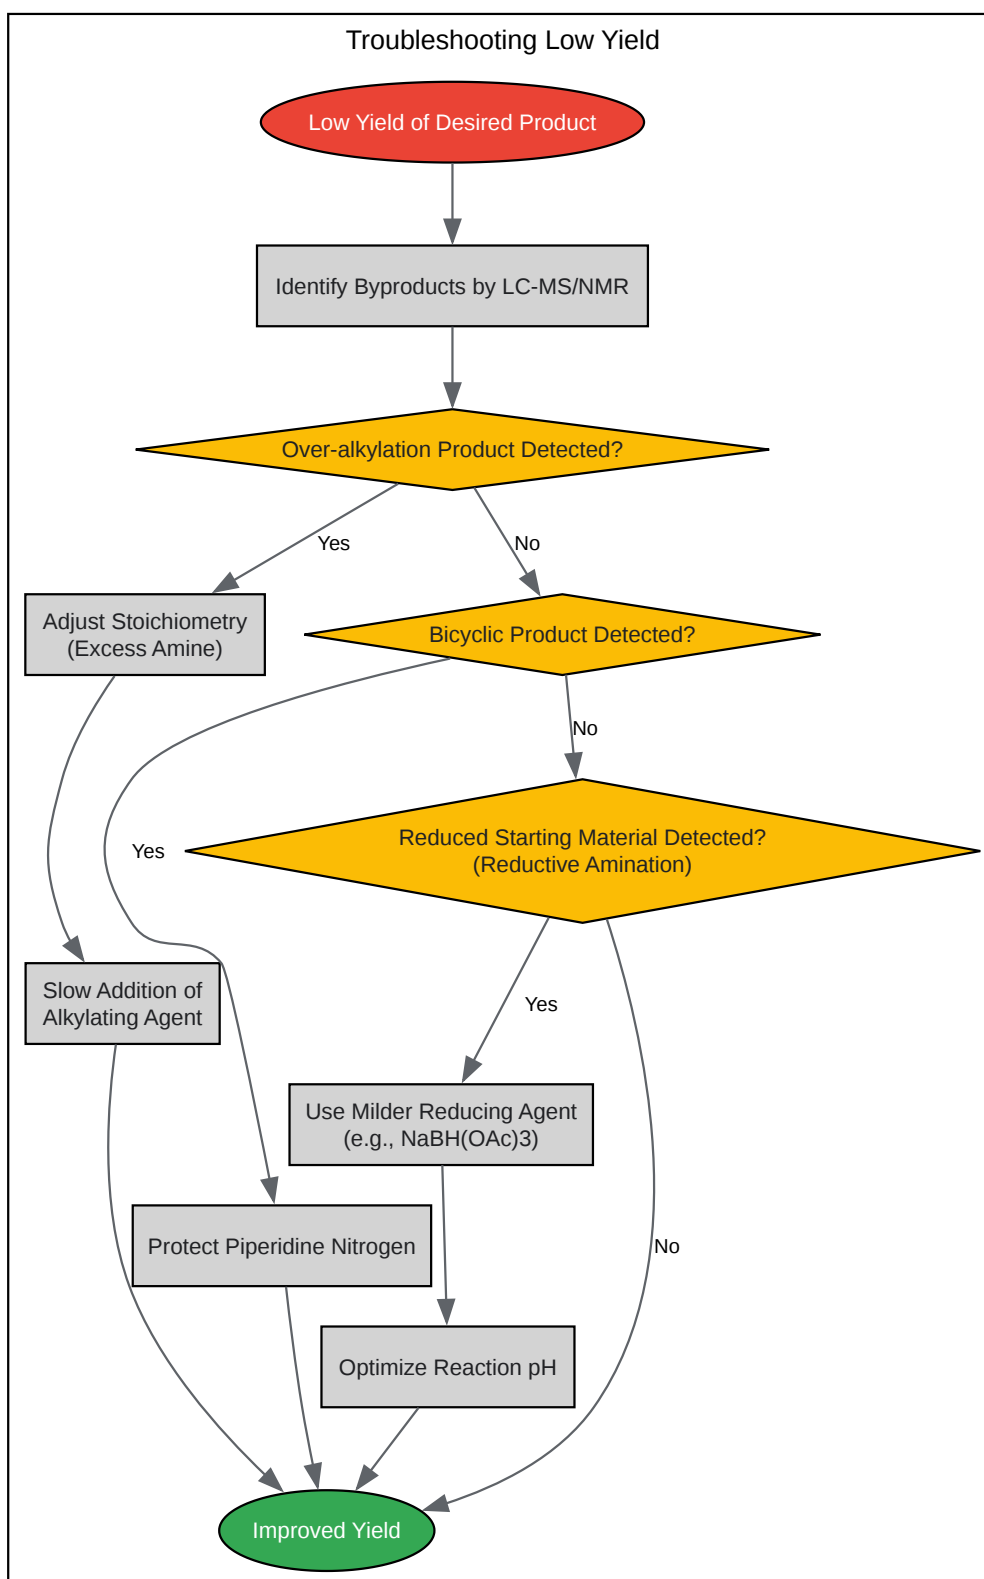 Troubleshooting Low Yield
Low Yield of Desired Product
Identify Byproducts by LC-MS/NMR
Over-alkylation Product Detected?
Yes
No
Adjust Stoichiometry
(Excess Amine)
Bicyclic Product Detected?
No
Yes
Reduced Starting Material Detected?
(Reductive Amination)
Slow Addition of
Alkylating Agent
Yes
Use Milder Reducing Agent
(e.g., NaBH(OAc)3)
Protect Piperidine Nitrogen
No
Optimize Reaction pH
Improved Yield